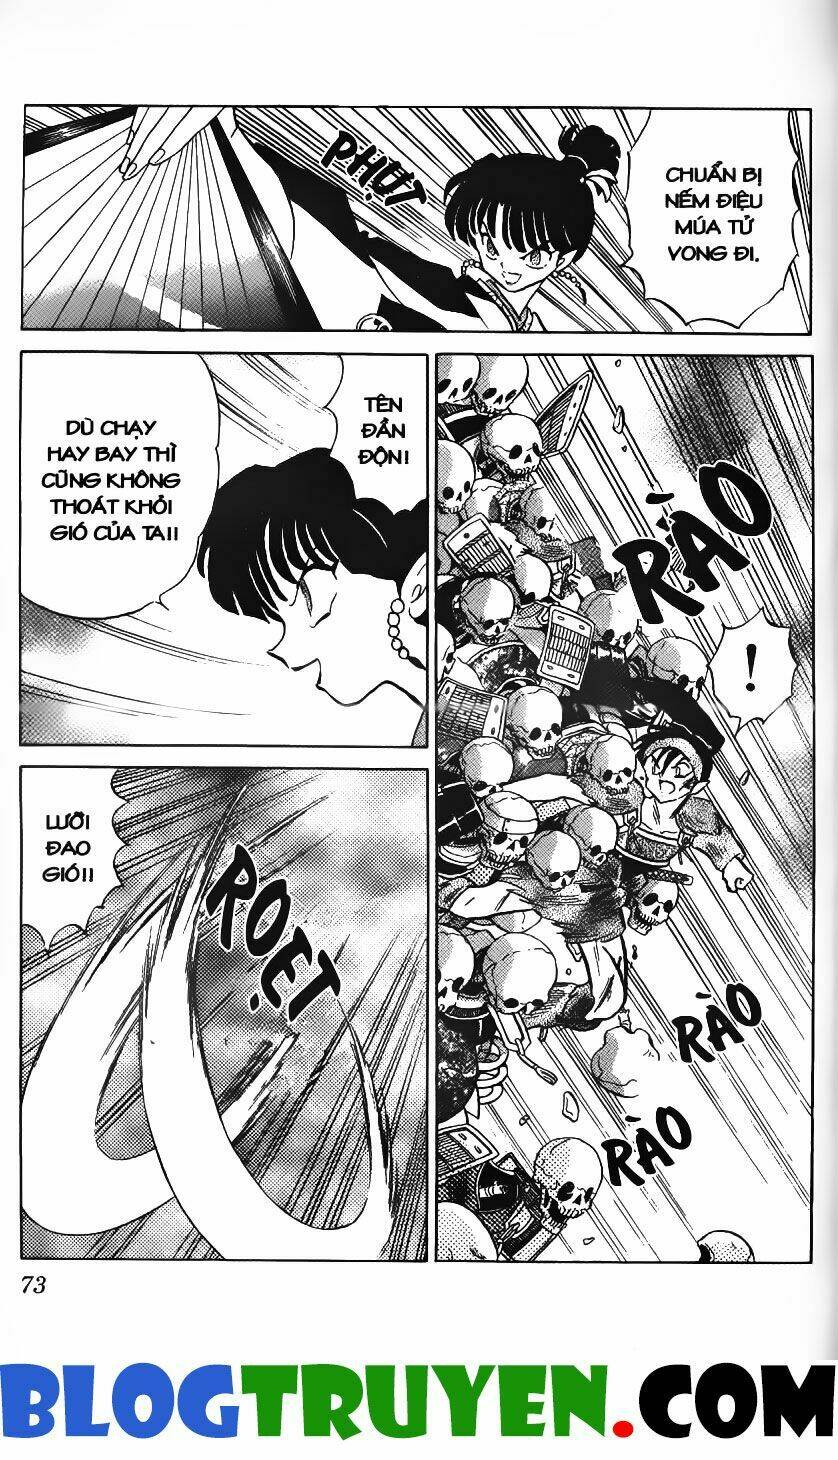 PHỰT
CHUẨN BỊ
NẾM ĐIỆU
MÚA TỬ
VONG ĐI.
TÊN
ĐẦN
ĐỘN!
DÙ CHẠY
HAY BAY THÌ
CŨNG KHÔNG
THOÁT KHỎI
GIÓ CỦA TA!!
RÀO
!
RÀO
RÀO
LƯỠI
ĐAO
GIÓ!!
ROẸT
73
BLOGTRUYEN.COM